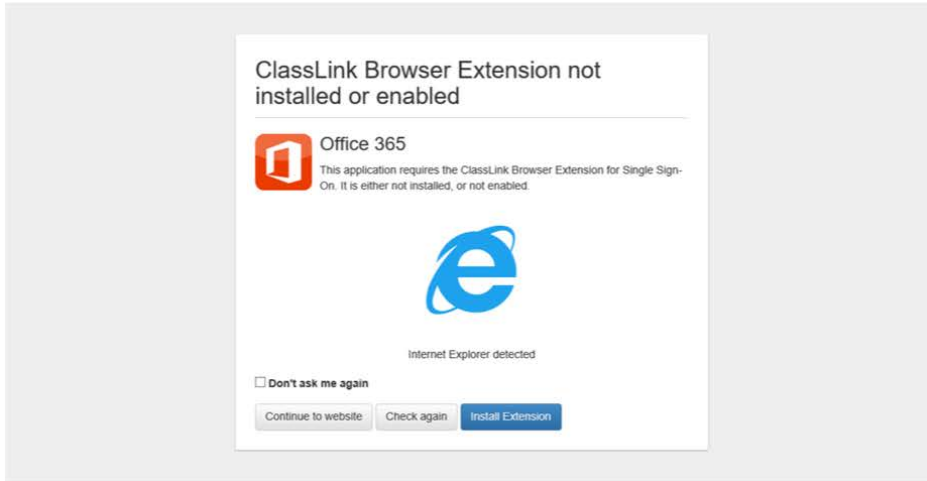 ClassLink Browser Extension not
installed or enabled
Office 365
This application requires the ClassLink Browser Extension for Single Sign-
On. It is either not installed, or not enabled.
Internet Explorer detected
Don't ask me again
Continue to website Check again Install Extension